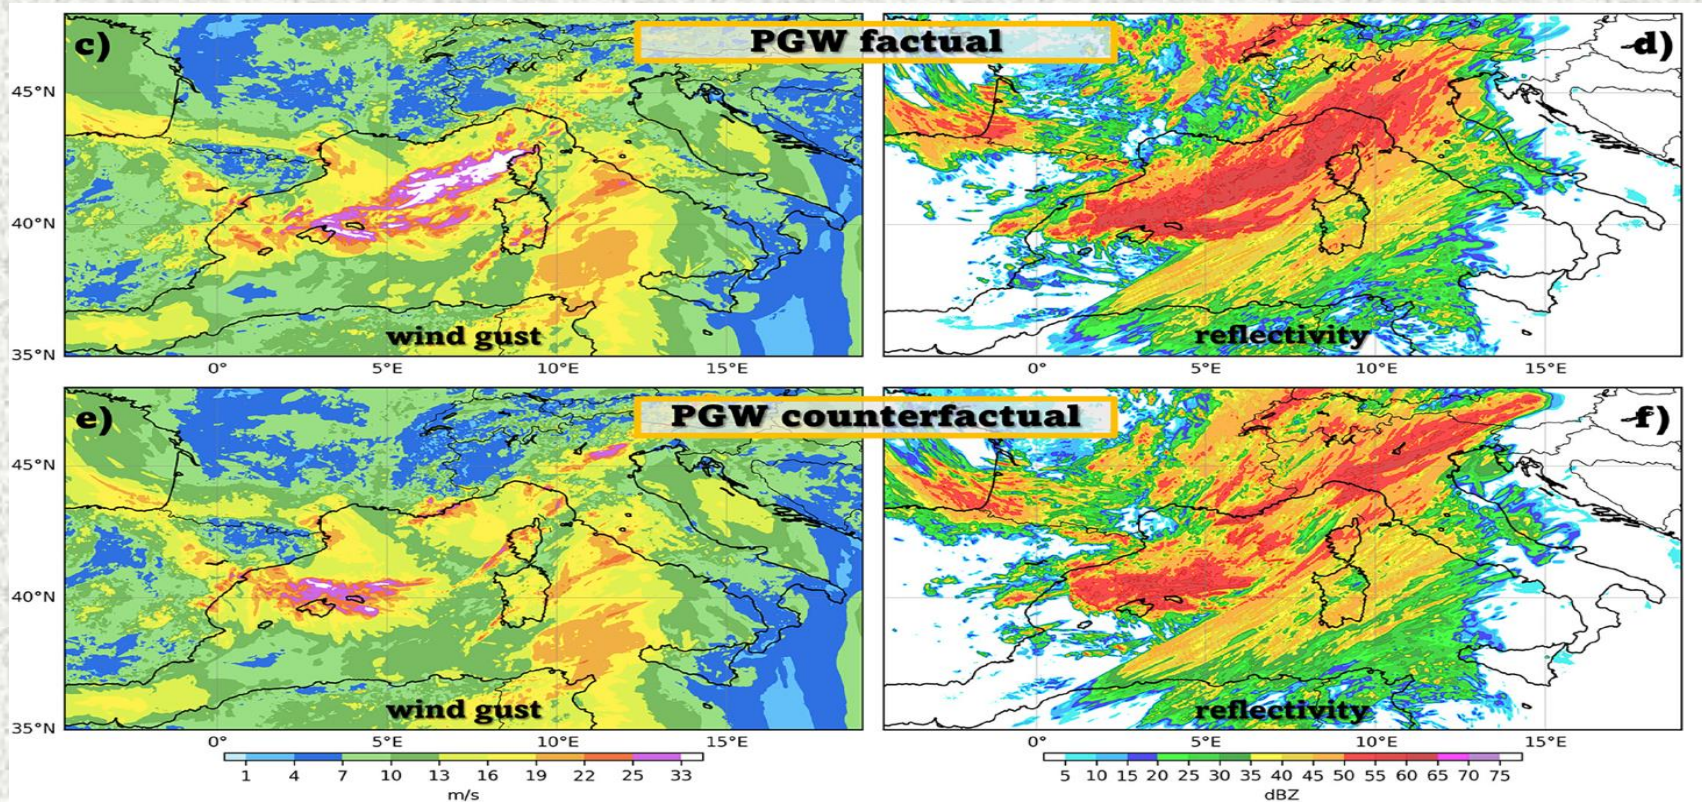 c)
PGW factual
d)
45°N
40°N
35°N
wind gust
reflectivity
0°
5°E
10°E
15°E
0°
5°E
10°E
15°E
e)
PGW counterfactual
f)
45°N
40°N
35°N
wind gust
reflectivity
0°
5°E
10°E
15°E
0°
5°E
10°E
15°E
1 4 7 10 13 16 19 22 25 33
m/s
5 10 15 20 25 30 35 40 45 50 55 60 65 70 75
dBZ